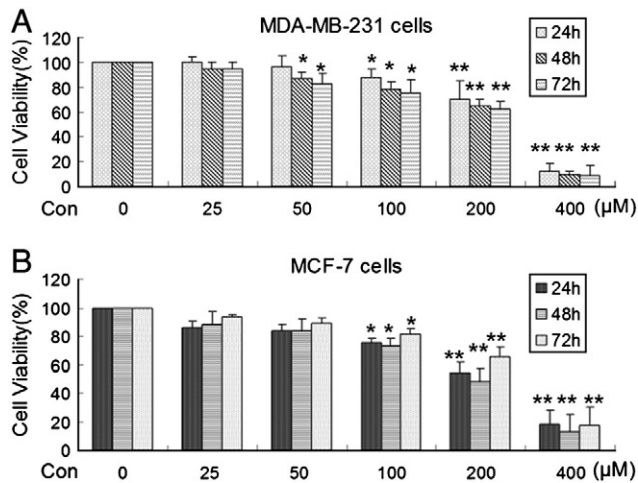 A
MDA-MB-231 cells
Cell Viability(%)
120
100
80
60
40
20
0
24h
48h
72h
* *
* * *
** ** **
** ** **
Con 0 25 50 100 200 400 (μM)
B
MCF-7 cells
Cell Viability(%)
120
100
80
60
40
20
0
24h
48h
72h
* * *
** ** **
** ** **
Con 0 25 50 100 200 400 (μM)